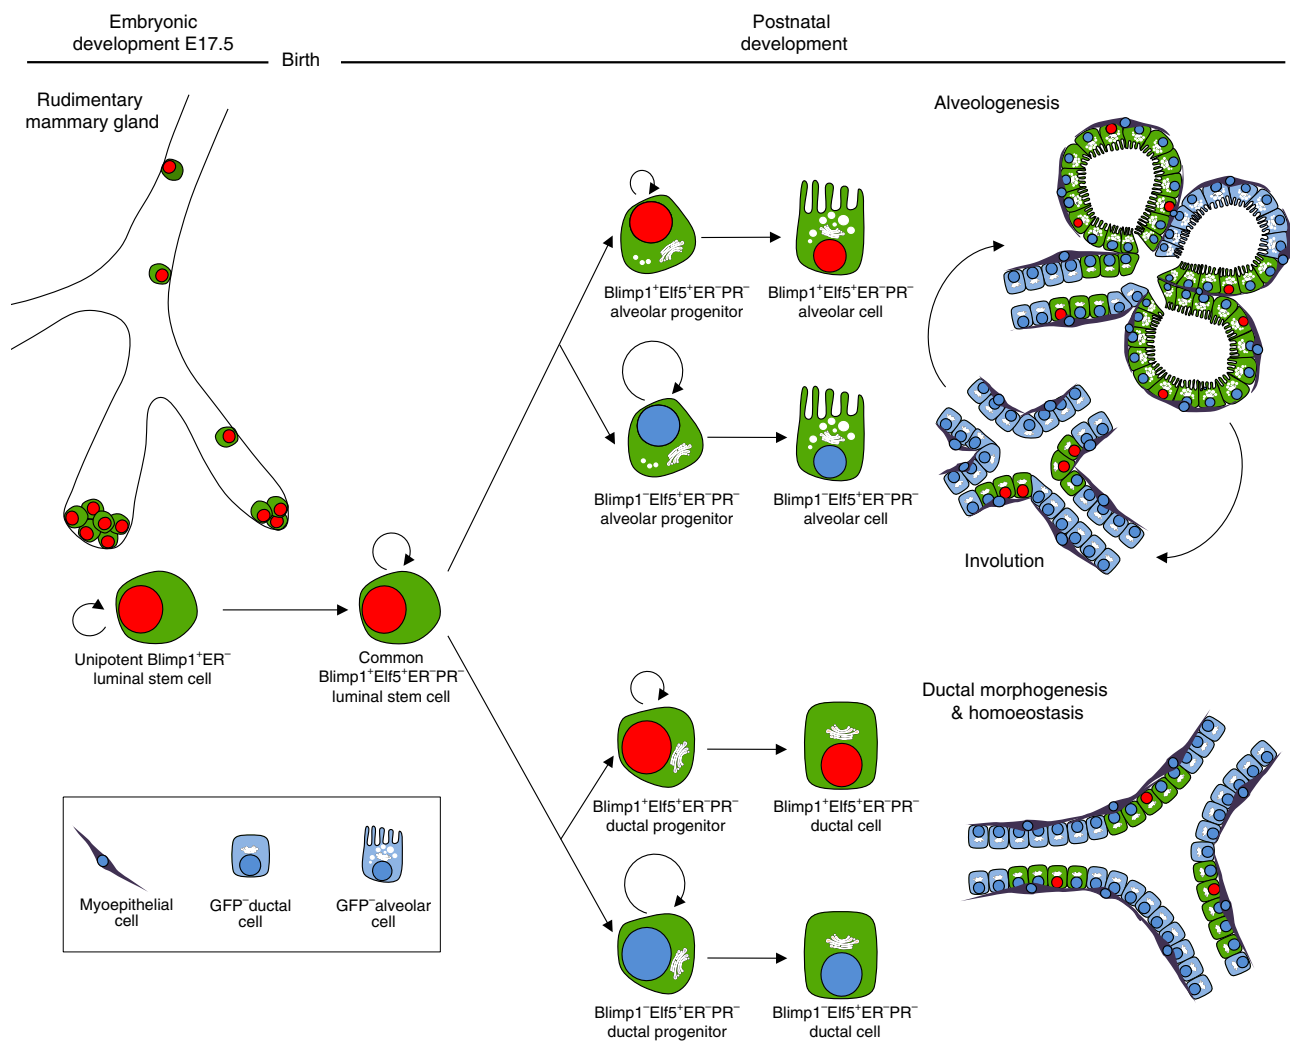 Embryonic
development E17.5
Birth
Postnatal
development
Rudimentary
mammary gland
Alveologenesis
Blimp1⁺Elf5⁺ER⁻PR⁻
alveolar progenitor
Blimp1⁺Elf5⁺ER⁻PR⁻
alveolar cell
Blimp1⁻Elf5⁺ER⁻PR⁻
alveolar progenitor
Blimp1⁻Elf5⁺ER⁻PR⁻
alveolar cell
Involution
Unipotent Blimp1⁺ER⁻
luminal stem cell
Common
Blimp1⁺Elf5⁺ER⁻PR⁻
luminal stem cell
Ductal morphogenesis
& homoeostasis
Blimp1⁺Elf5⁺ER⁻PR⁻
ductal progenitor
Blimp1⁺Elf5⁺ER⁻PR⁻
ductal cell
Myoepithelial
cell
GFP⁻ductal
cell
GFP⁻alveolar
cell
Blimp1⁻Elf5⁺ER⁻PR⁻
ductal progenitor
Blimp1⁻Elf5⁺ER⁻PR⁻
ductal cell